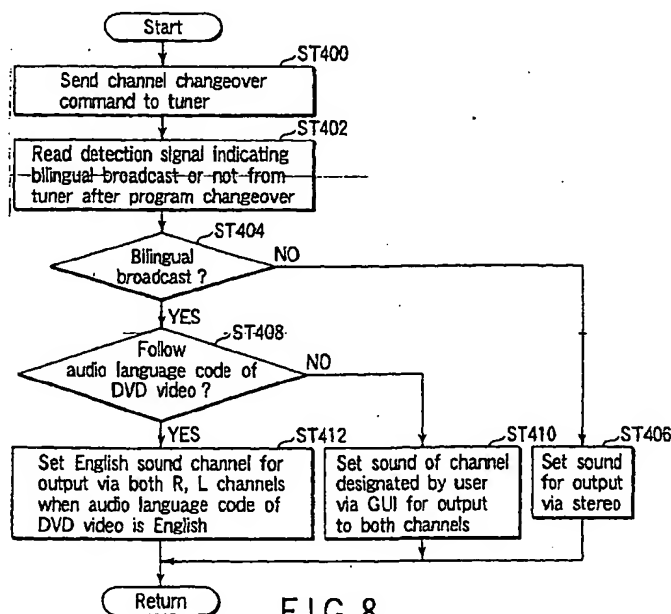 Start
ST400
Send channel changeover
command to tuner
ST402
Read detection signal indicating
bilingual broadcast or not from
tuner after program changeover
ST404
Bilingual
broadcast ?
NO
YES
ST408
Follow
audio language code of
DVD video ?
NO
YES
ST412
Set English sound channel for
output via both R, L channels
when audio language code of
DVD video is English
ST410
Set sound of channel
designated by user
via GUI for output
to both channels
ST406
Set sound
for output
via stereo
Return
FIG. 8